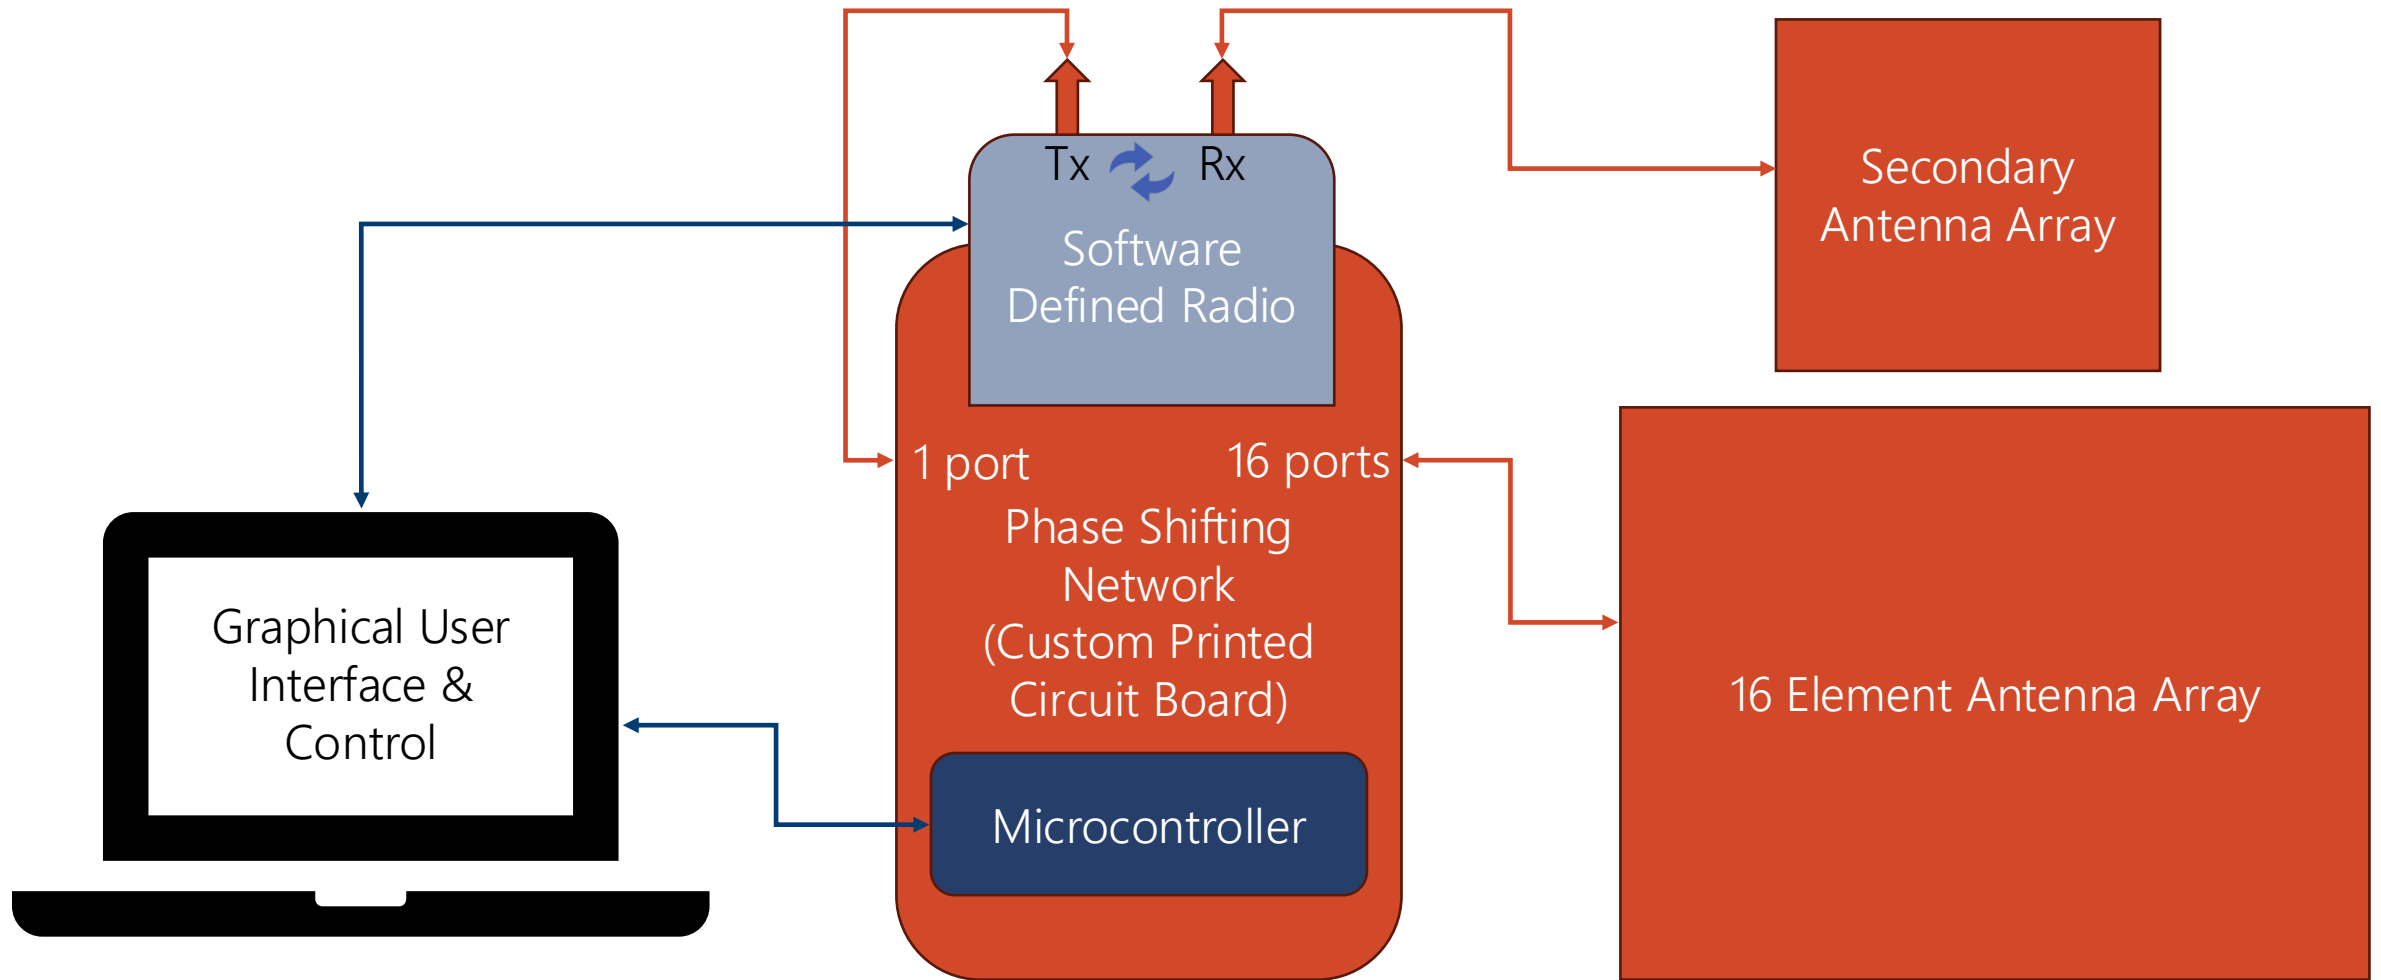 Tx
Rx
Software
Defined Radio
Secondary
Antenna Array
1 port
16 ports
Phase Shifting
Network
(Custom Printed
Circuit Board)
Microcontroller
Graphical User
Interface &
Control
16 Element Antenna Array